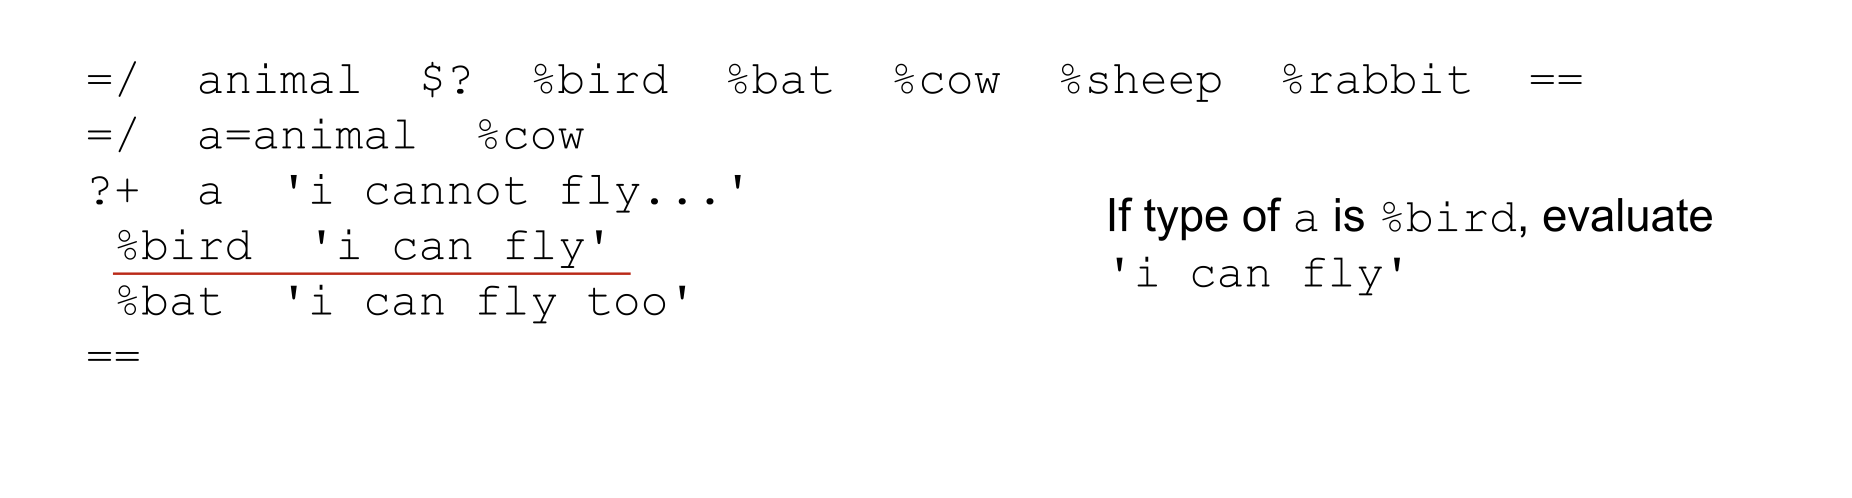 =/  animal  $?  %bird  %bat  %cow  %sheep  %rabbit  ==
=/  a=animal  %cow
?+  a  'i cannot fly...'
 %bird  'i can fly'
 %bat  'i can fly too'
==
If type of a is %bird, evaluate
'i can fly'